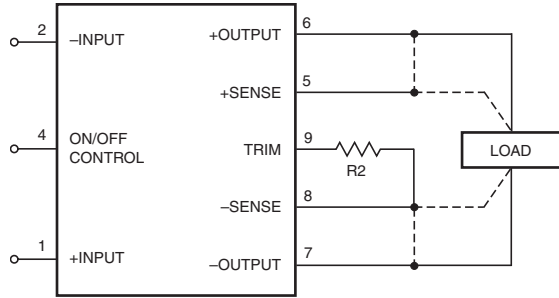 2 –INPUT +OUTPUT 6
+SENSE 5
4 ON/OFF
CONTROL
TRIM 9
R2
LOAD
–SENSE 8
1 +INPUT
–OUTPUT 7